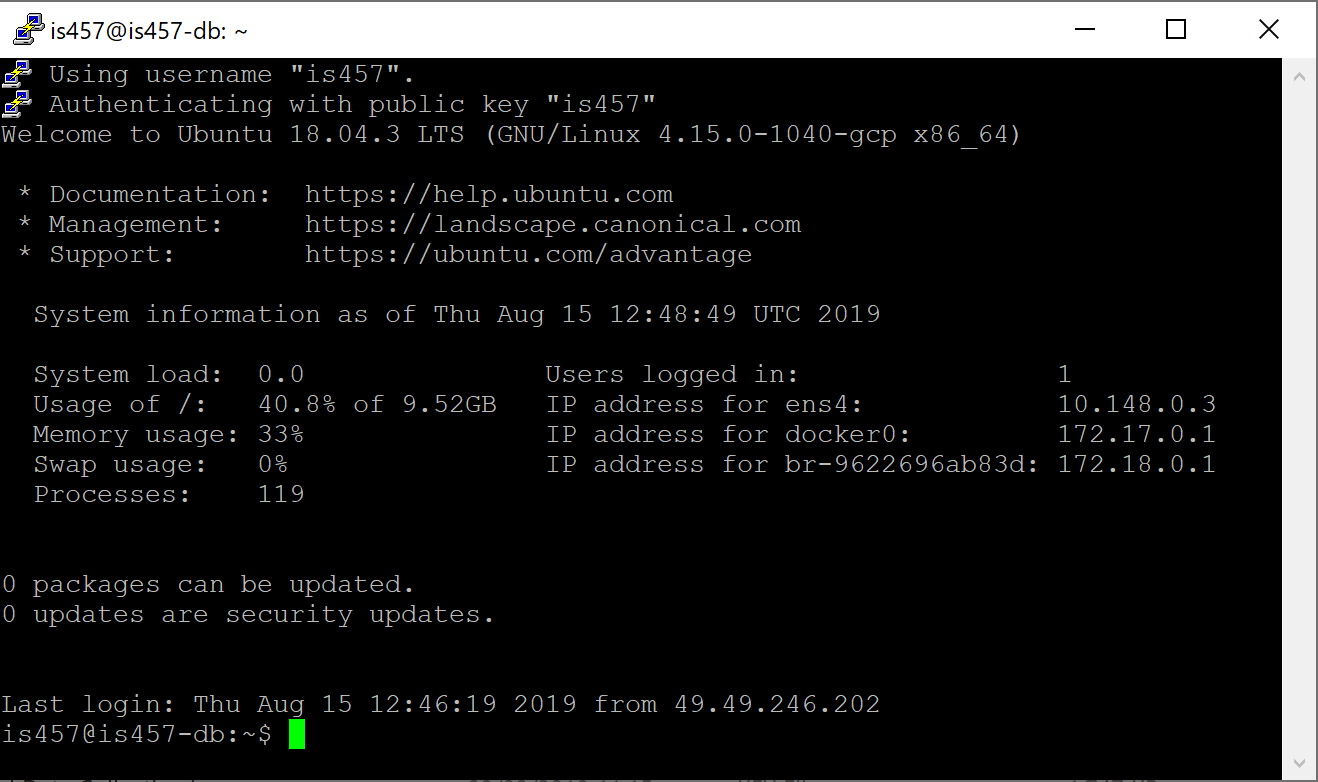 is457@is457-db: ~
Using username "is457".
Authenticating with public key "is457"
Welcome to Ubuntu 18.04.3 LTS (GNU/Linux 4.15.0-1040-gcp x86_64)
* Documentation:  https://help.ubuntu.com
* Management:     https://landscape.canonical.com
* Support:        https://ubuntu.com/advantage
System information as of Thu Aug 15 12:48:49 UTC 2019
System load:  0.0                Users logged in:                1
Usage of /:   40.8% of 9.52GB   IP address for ens4:            10.148.0.3
Memory usage: 33%               IP address for docker0:         172.17.0.1
Swap usage:   0%                IP address for br-9622696ab83d: 172.18.0.1
Processes:    119
0 packages can be updated.
0 updates are security updates.
Last login: Thu Aug 15 12:46:19 2019 from 49.49.246.202
is457@is457-db:~$